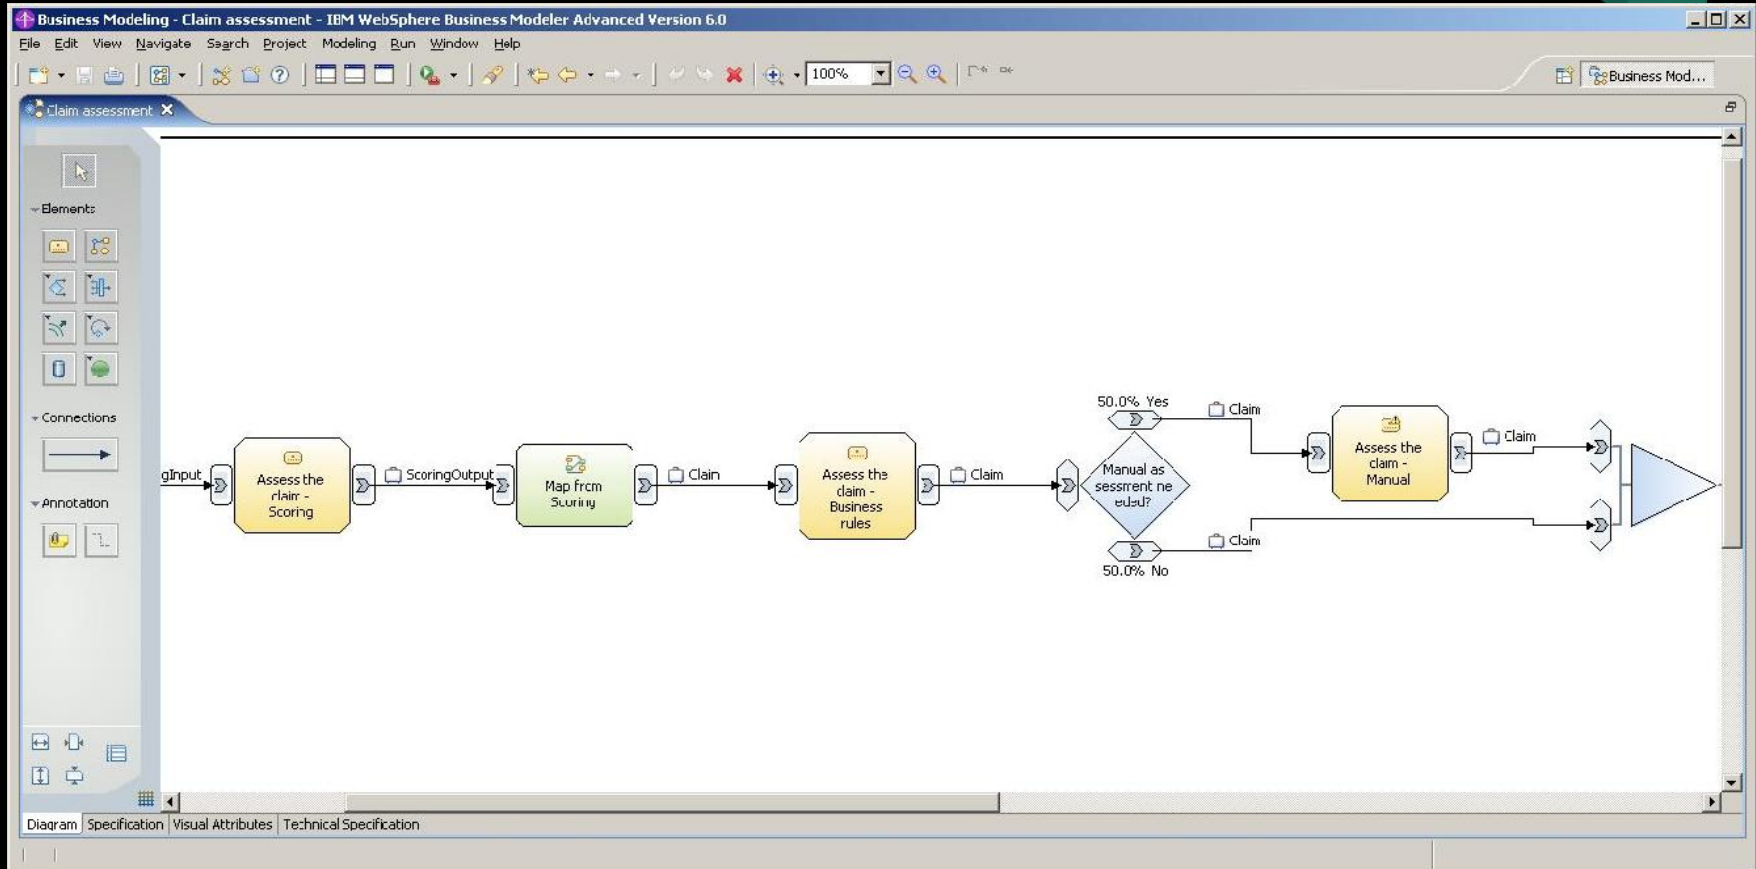 Business Modeling - Claim assessment - IBM WebSphere Business Modeler Advanced Version 6.0
File Edit View Navigate Search Project Modeling Run Window Help
100%
Business Mod...
Claim assessment
Elements
Connections
Annotation
gInput
Assess the
claim -
Scoring
ScoringOutput
Map from
Scoring
Claim
Assess the
claim -
Business
rules
Claim
50.0% Yes
Manual as
sessment ne
eded?
50.0% No
Claim
Claim
Assess the
claim -
Manual
Claim
Diagram Specification Visual Attributes Technical Specification